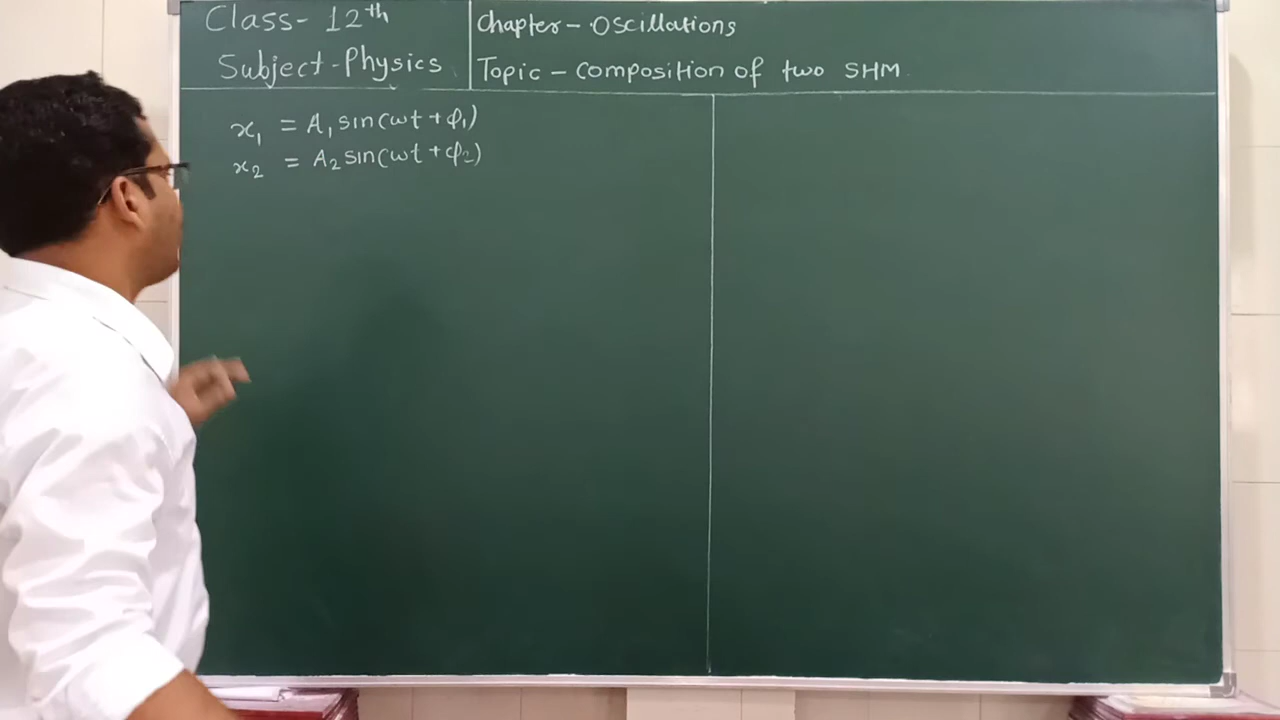 Class- 12th
Subject-Physics
Chapter- Oscillations
Topic - Composition of two SHM
x₁ = A₁ sin(ωt + φ₁)
x₂ = A₂ sin(ωt + φ₂)